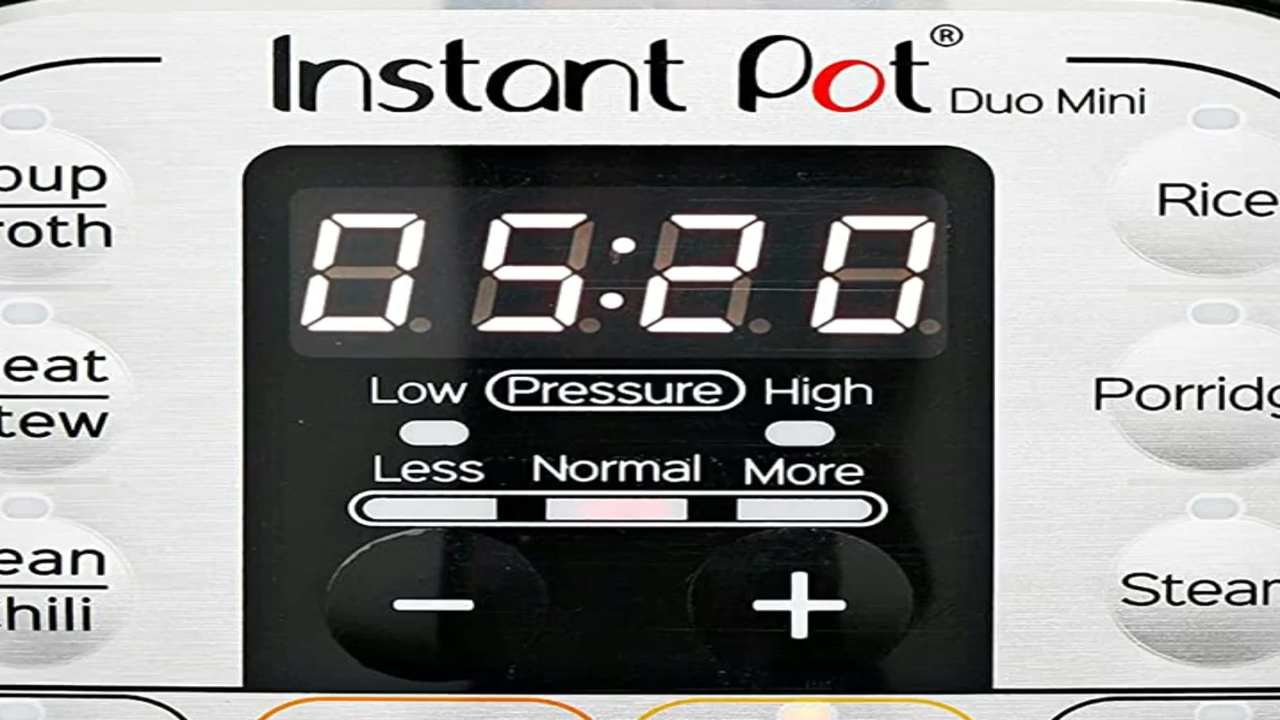 Instant Pot®
Duo Mini
05:20
Low Pressure High
Less Normal More
− +
oup
roth
eat
tew
ean
hili
Rice
Porridg
Steam